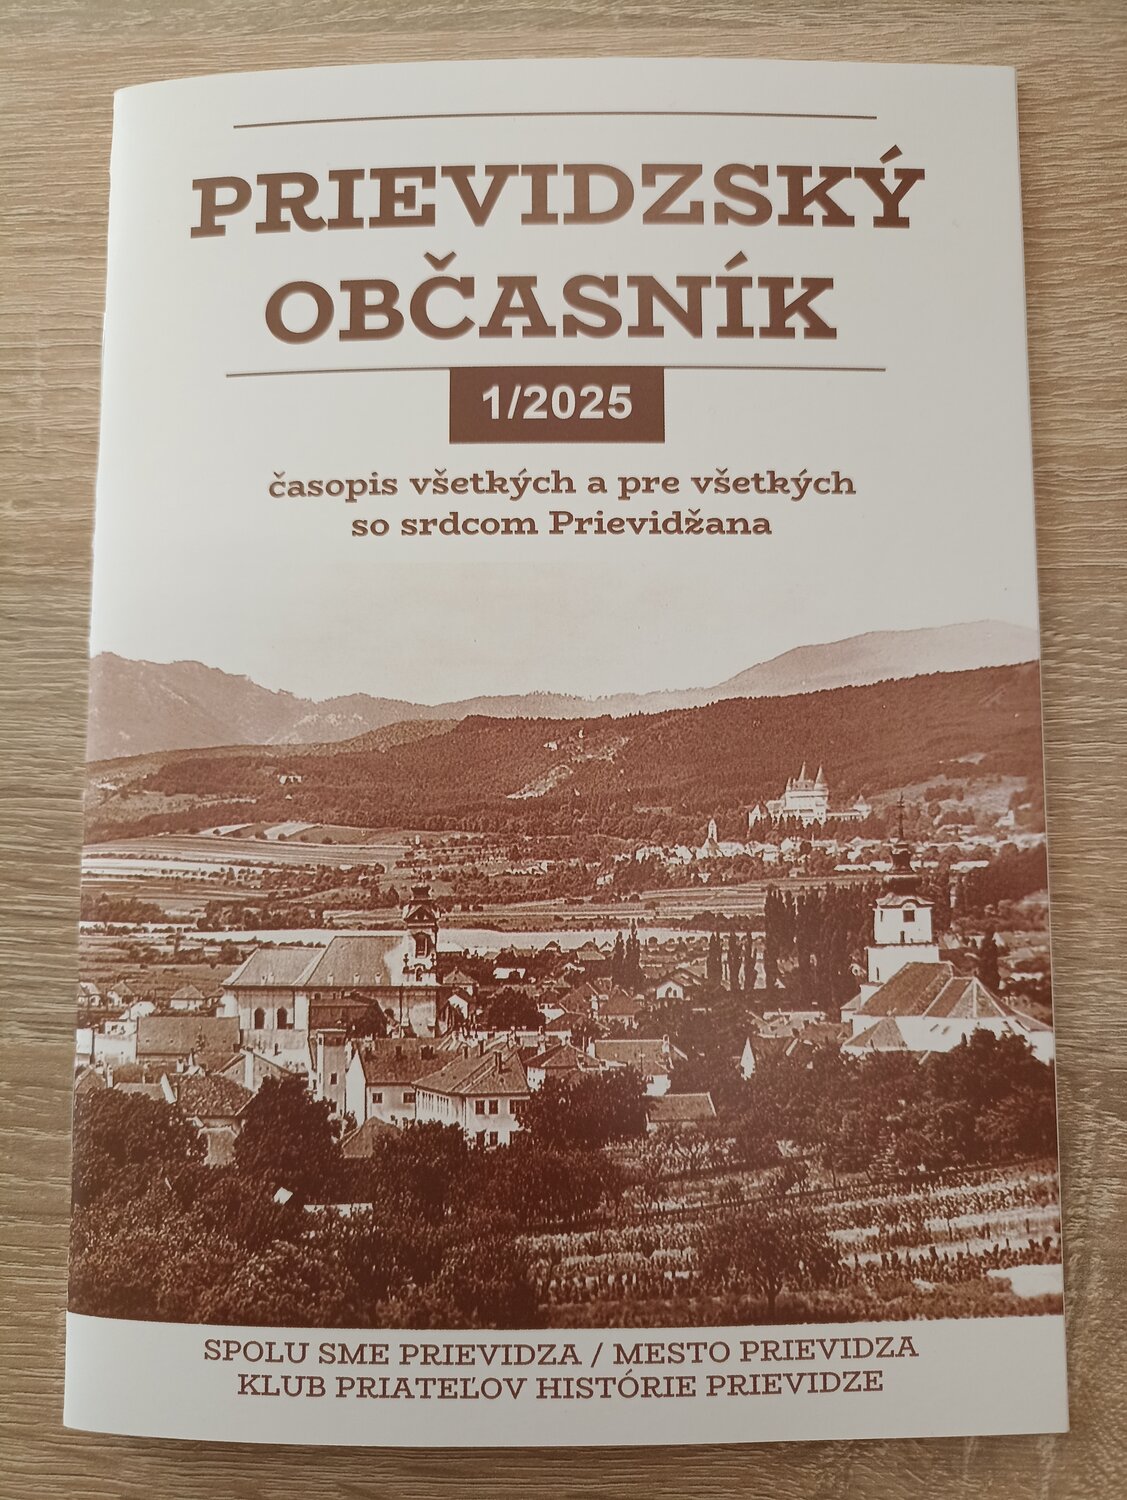 PRIEVIDZSKÝ
OBČASNÍK
1/2025
časopis všetkých a pre všetkých
so srdcom Prievidžana
SPOLU SME PRIEVIDZA / MESTO PRIEVIDZA
KLUB PRIATEĽOV HISTÓRIE PRIEVIDZE